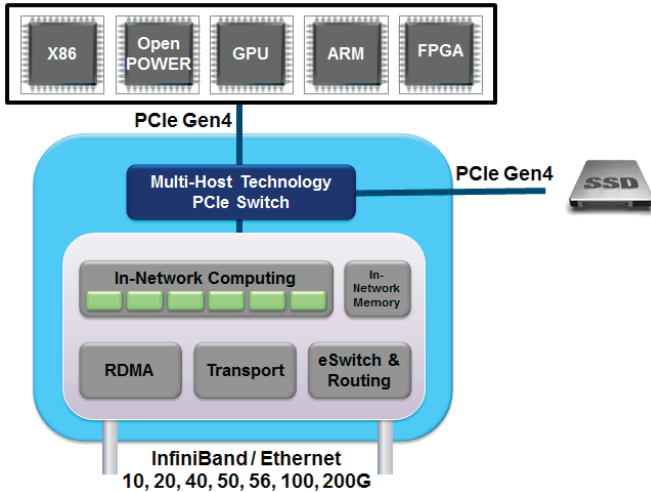 X86
Open
POWER
GPU
ARM
FPGA
PCIe Gen4
PCIe Gen4
SSD
Multi-Host Technology
PCIe Switch
In-Network Computing
In-
Network
Memory
RDMA
Transport
eSwitch &
Routing
InfiniBand / Ethernet
10, 20, 40, 50, 56, 100, 200G